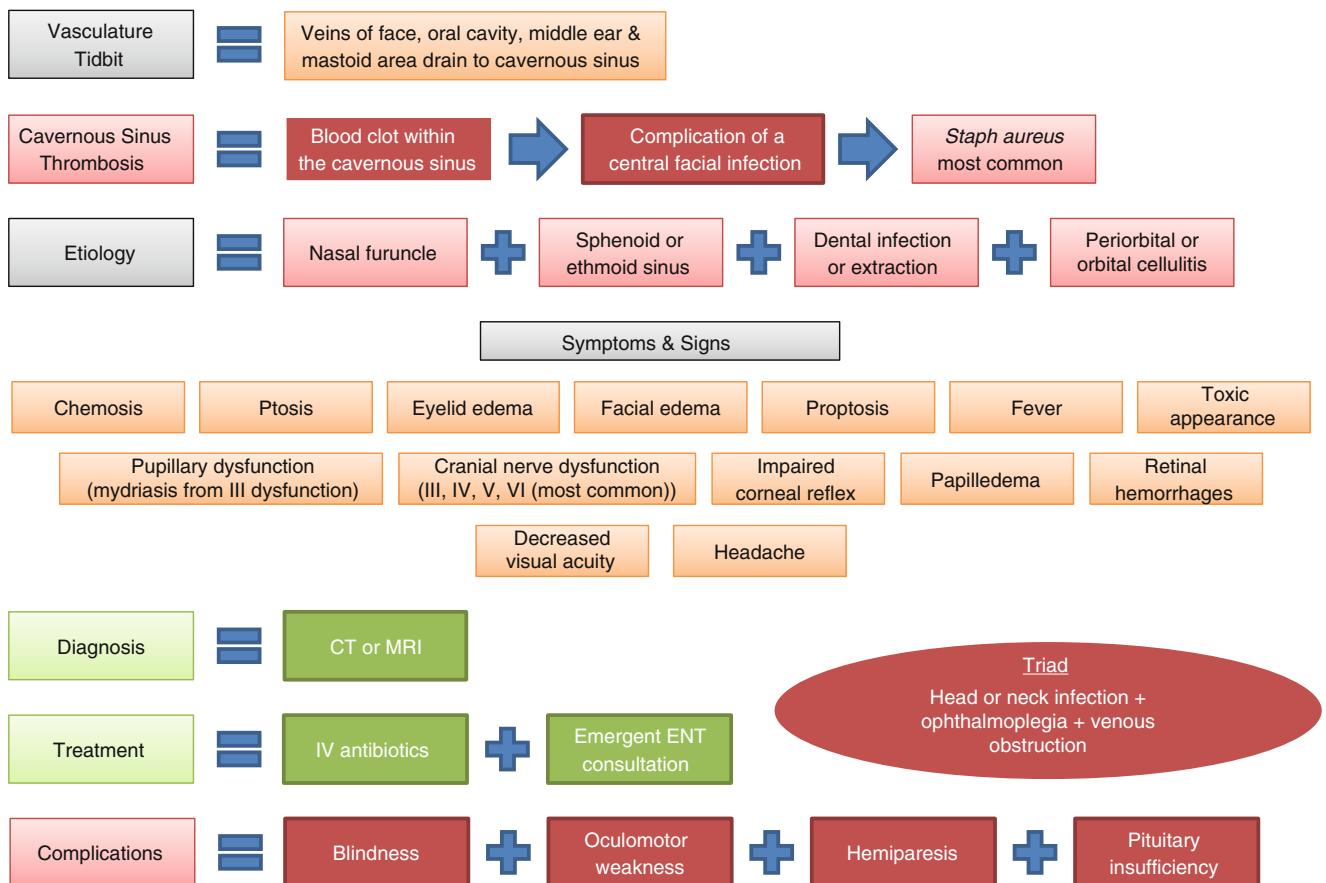 Vasculature
Tidbit
Veins of face, oral cavity, middle ear &
mastoid area drain to cavernous sinus
Cavernous Sinus
Thrombosis
Blood clot within
the cavernous sinus
Complication of a
central facial infection
Staph aureus
most common
Etiology
Nasal furuncle
Sphenoid or
ethmoid sinus
Dental infection
or extraction
Periorbital or
orbital cellulitis
Symptoms & Signs
Chemosis
Ptosis
Eyelid edema
Facial edema
Proptosis
Fever
Toxic
appearance
Pupillary dysfunction
(mydriasis from III dysfunction)
Cranial nerve dysfunction
(III, IV, V, VI (most common))
Impaired
corneal reflex
Papilledema
Retinal
hemorrhages
Decreased
visual acuity
Headache
Diagnosis
CT or MRI
Triad
Head or neck infection +
ophthalmoplegia + venous
obstruction
Treatment
IV antibiotics
Emergent ENT
consultation
Complications
Blindness
Oculomotor
weakness
Hemiparesis
Pituitary
insufficiency